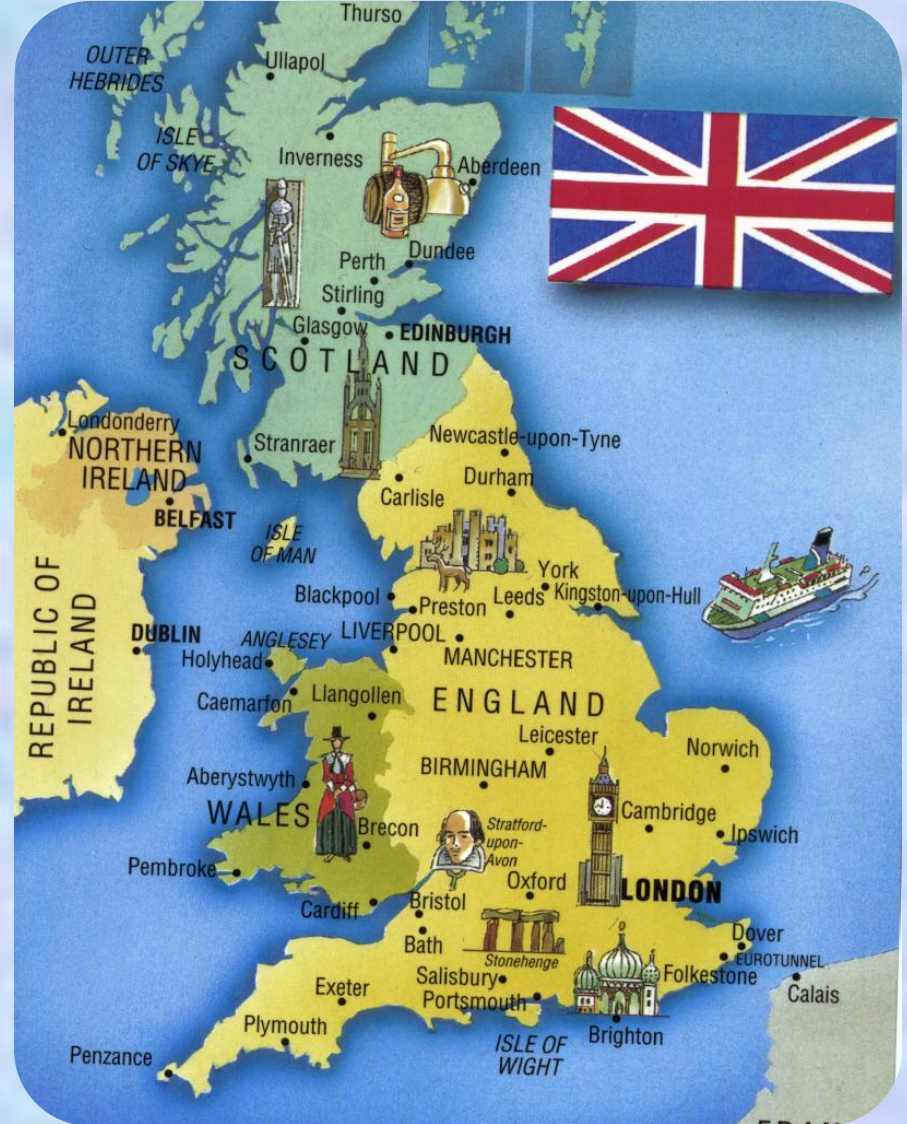 Thurso
OUTER
HEBRIDES
Ullapol
ISLE
OF SKYE
Inverness
Aberdeen
Dundee
Perth
Stirling
Glasgow
EDINBURGH
SCOTLAND
Londonderry
NORTHERN
IRELAND
Stranraer
Newcastle-upon-Tyne
Durham
Carlisle
BELFAST
ISLE
OF MAN
York
Blackpool
Preston
Leeds
Kingston-upon-Hull
REPUBLIC OF
IRELAND
DUBLIN
ANGLESEY
LIVERPOOL
Holyhead
MANCHESTER
Caemarfon
Llangollen
ENGLAND
Leicester
Norwich
BIRMINGHAM
Aberystwyth
WALES
Cambridge
Brecon
Stratford-
upon-
Avon
Ipswich
Pembroke
Oxford
LONDON
Cardiff
Bristol
Bath
Dover
Stonehenge
EUROTUNNEL
Salisbury
Folkestone
Exeter
Portsmouth
Calais
Plymouth
Brighton
ISLE OF
WIGHT
Penzance